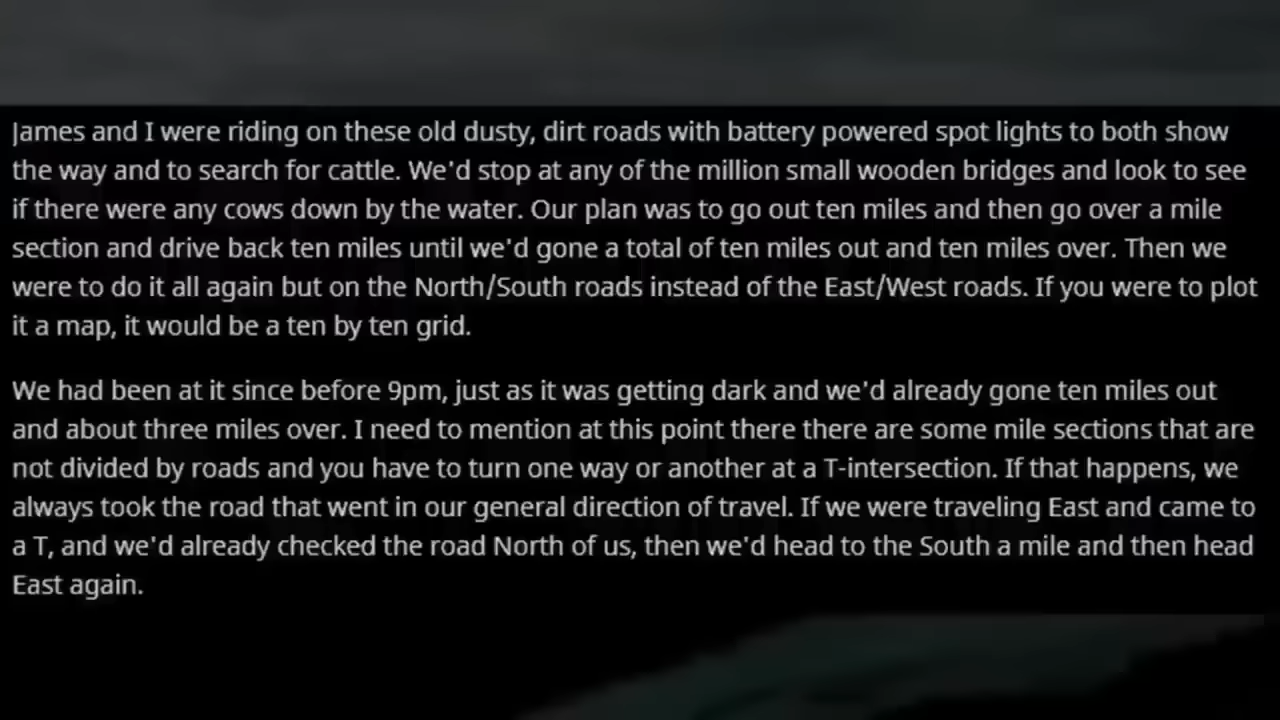 James and I were riding on these old dusty, dirt roads with battery powered spot lights to both show
the way and to search for cattle. We'd stop at any of the million small wooden bridges and look to see
if there were any cows down by the water. Our plan was to go out ten miles and then go over a mile
section and drive back ten miles until we'd gone a total of ten miles out and ten miles over. Then we
were to do it all again but on the North/South roads instead of the East/West roads. If you were to plot
it a map, it would be a ten by ten grid.
We had been at it since before 9pm, just as it was getting dark and we'd already gone ten miles out
and about three miles over. I need to mention at this point there there are some mile sections that are
not divided by roads and you have to turn one way or another at a T-intersection. If that happens, we
always took the road that went in our general direction of travel. If we were traveling East and came to
a T, and we'd already checked the road North of us, then we'd head to the South a mile and then head
East again.